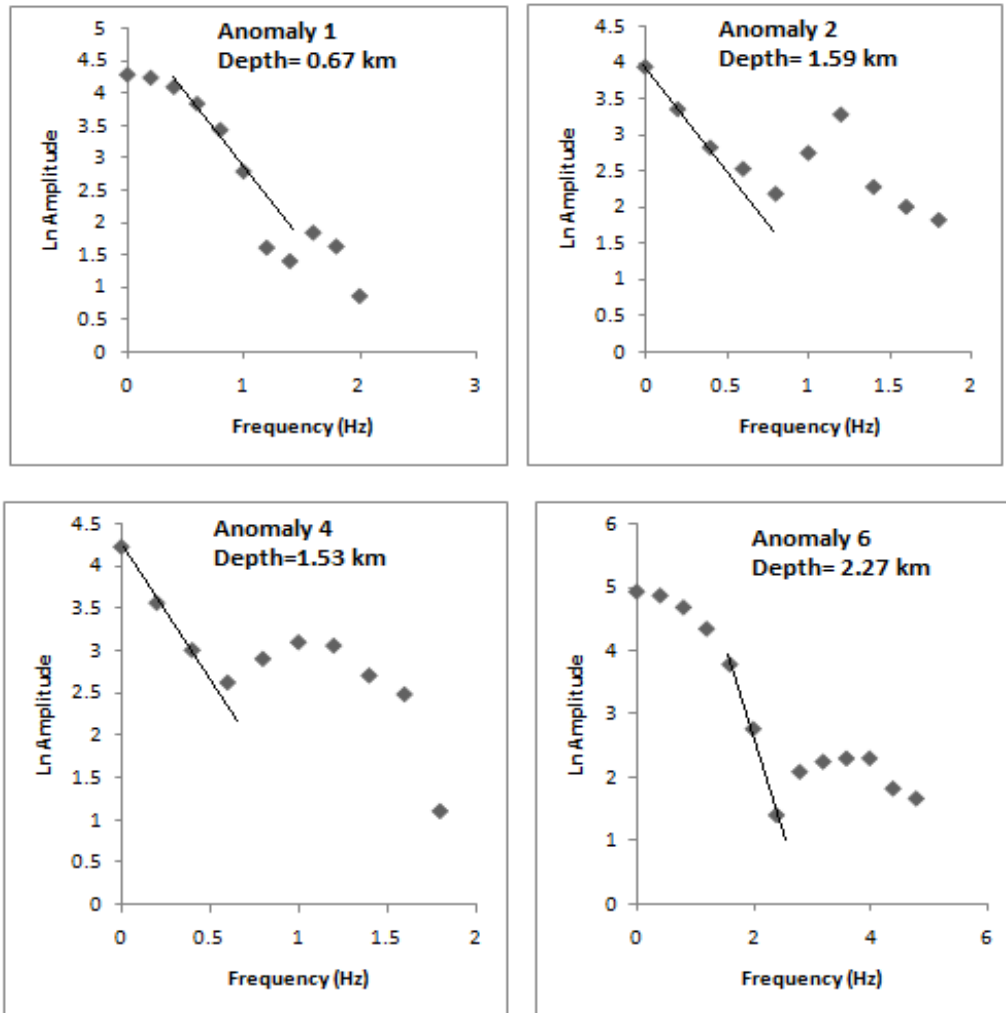 Anomaly 1
Depth= 0.67 km
Ln Amplitude
5
4.5
4
3.5
3
2.5
2
1.5
1
0.5
0
0 1 2 3
Frequency (Hz)
Anomaly 2
Depth= 1.59 km
Ln Amplitude
4.5
4
3.5
3
2.5
2
1.5
1
0.5
0
0 0.5 1 1.5 2
Frequency (Hz)
Anomaly 4
Depth=1.53 km
Ln Amplitude
4.5
4
3.5
3
2.5
2
1.5
1
0.5
0
0 0.5 1 1.5 2
Frequency (Hz)
Anomaly 6
Depth= 2.27 km
Ln Amplitude
6
5
4
3
2
1
0
0 2 4 6
Frequency (Hz)